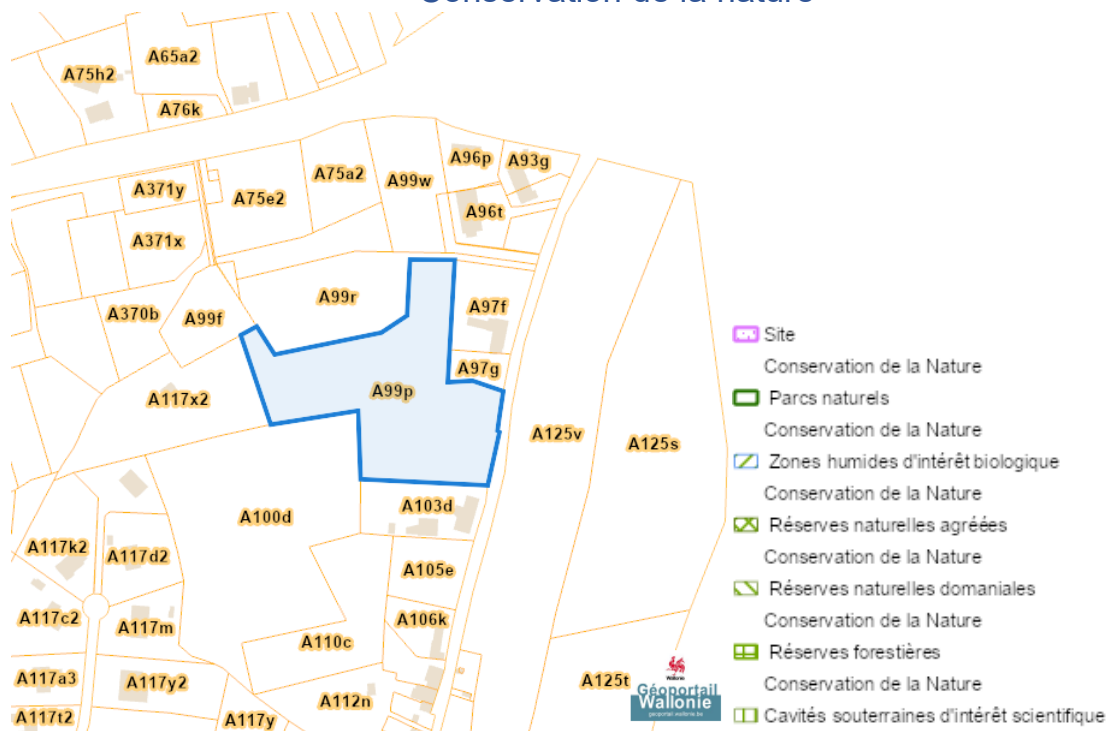 Conservation de la nature
A75h2
A65a2
A76k
A96p
A93g
A371y
A75e2
A75a2
A99w
A96t
A371x
A99r
A97f
A370b
A99f
A97g
A117x2
A99p
A125v
A125s
A100d
A103d
A117k2
A117d2
A105e
A117c2
A117m
A106k
A110c
A117a3
A117y2
A112n
A125t
A117t2
A117y
Site
Conservation de la Nature
Parcs naturels
Conservation de la Nature
Zones humides d'intérêt biologique
Conservation de la Nature
Réserves naturelles agréées
Conservation de la Nature
Réserves naturelles domaniales
Conservation de la Nature
Réserves forestières
Conservation de la Nature
Cavités souterraines d'intérêt scientifique
Wallonie
Géoportail
Wallonie
geoportail.wallonie.be